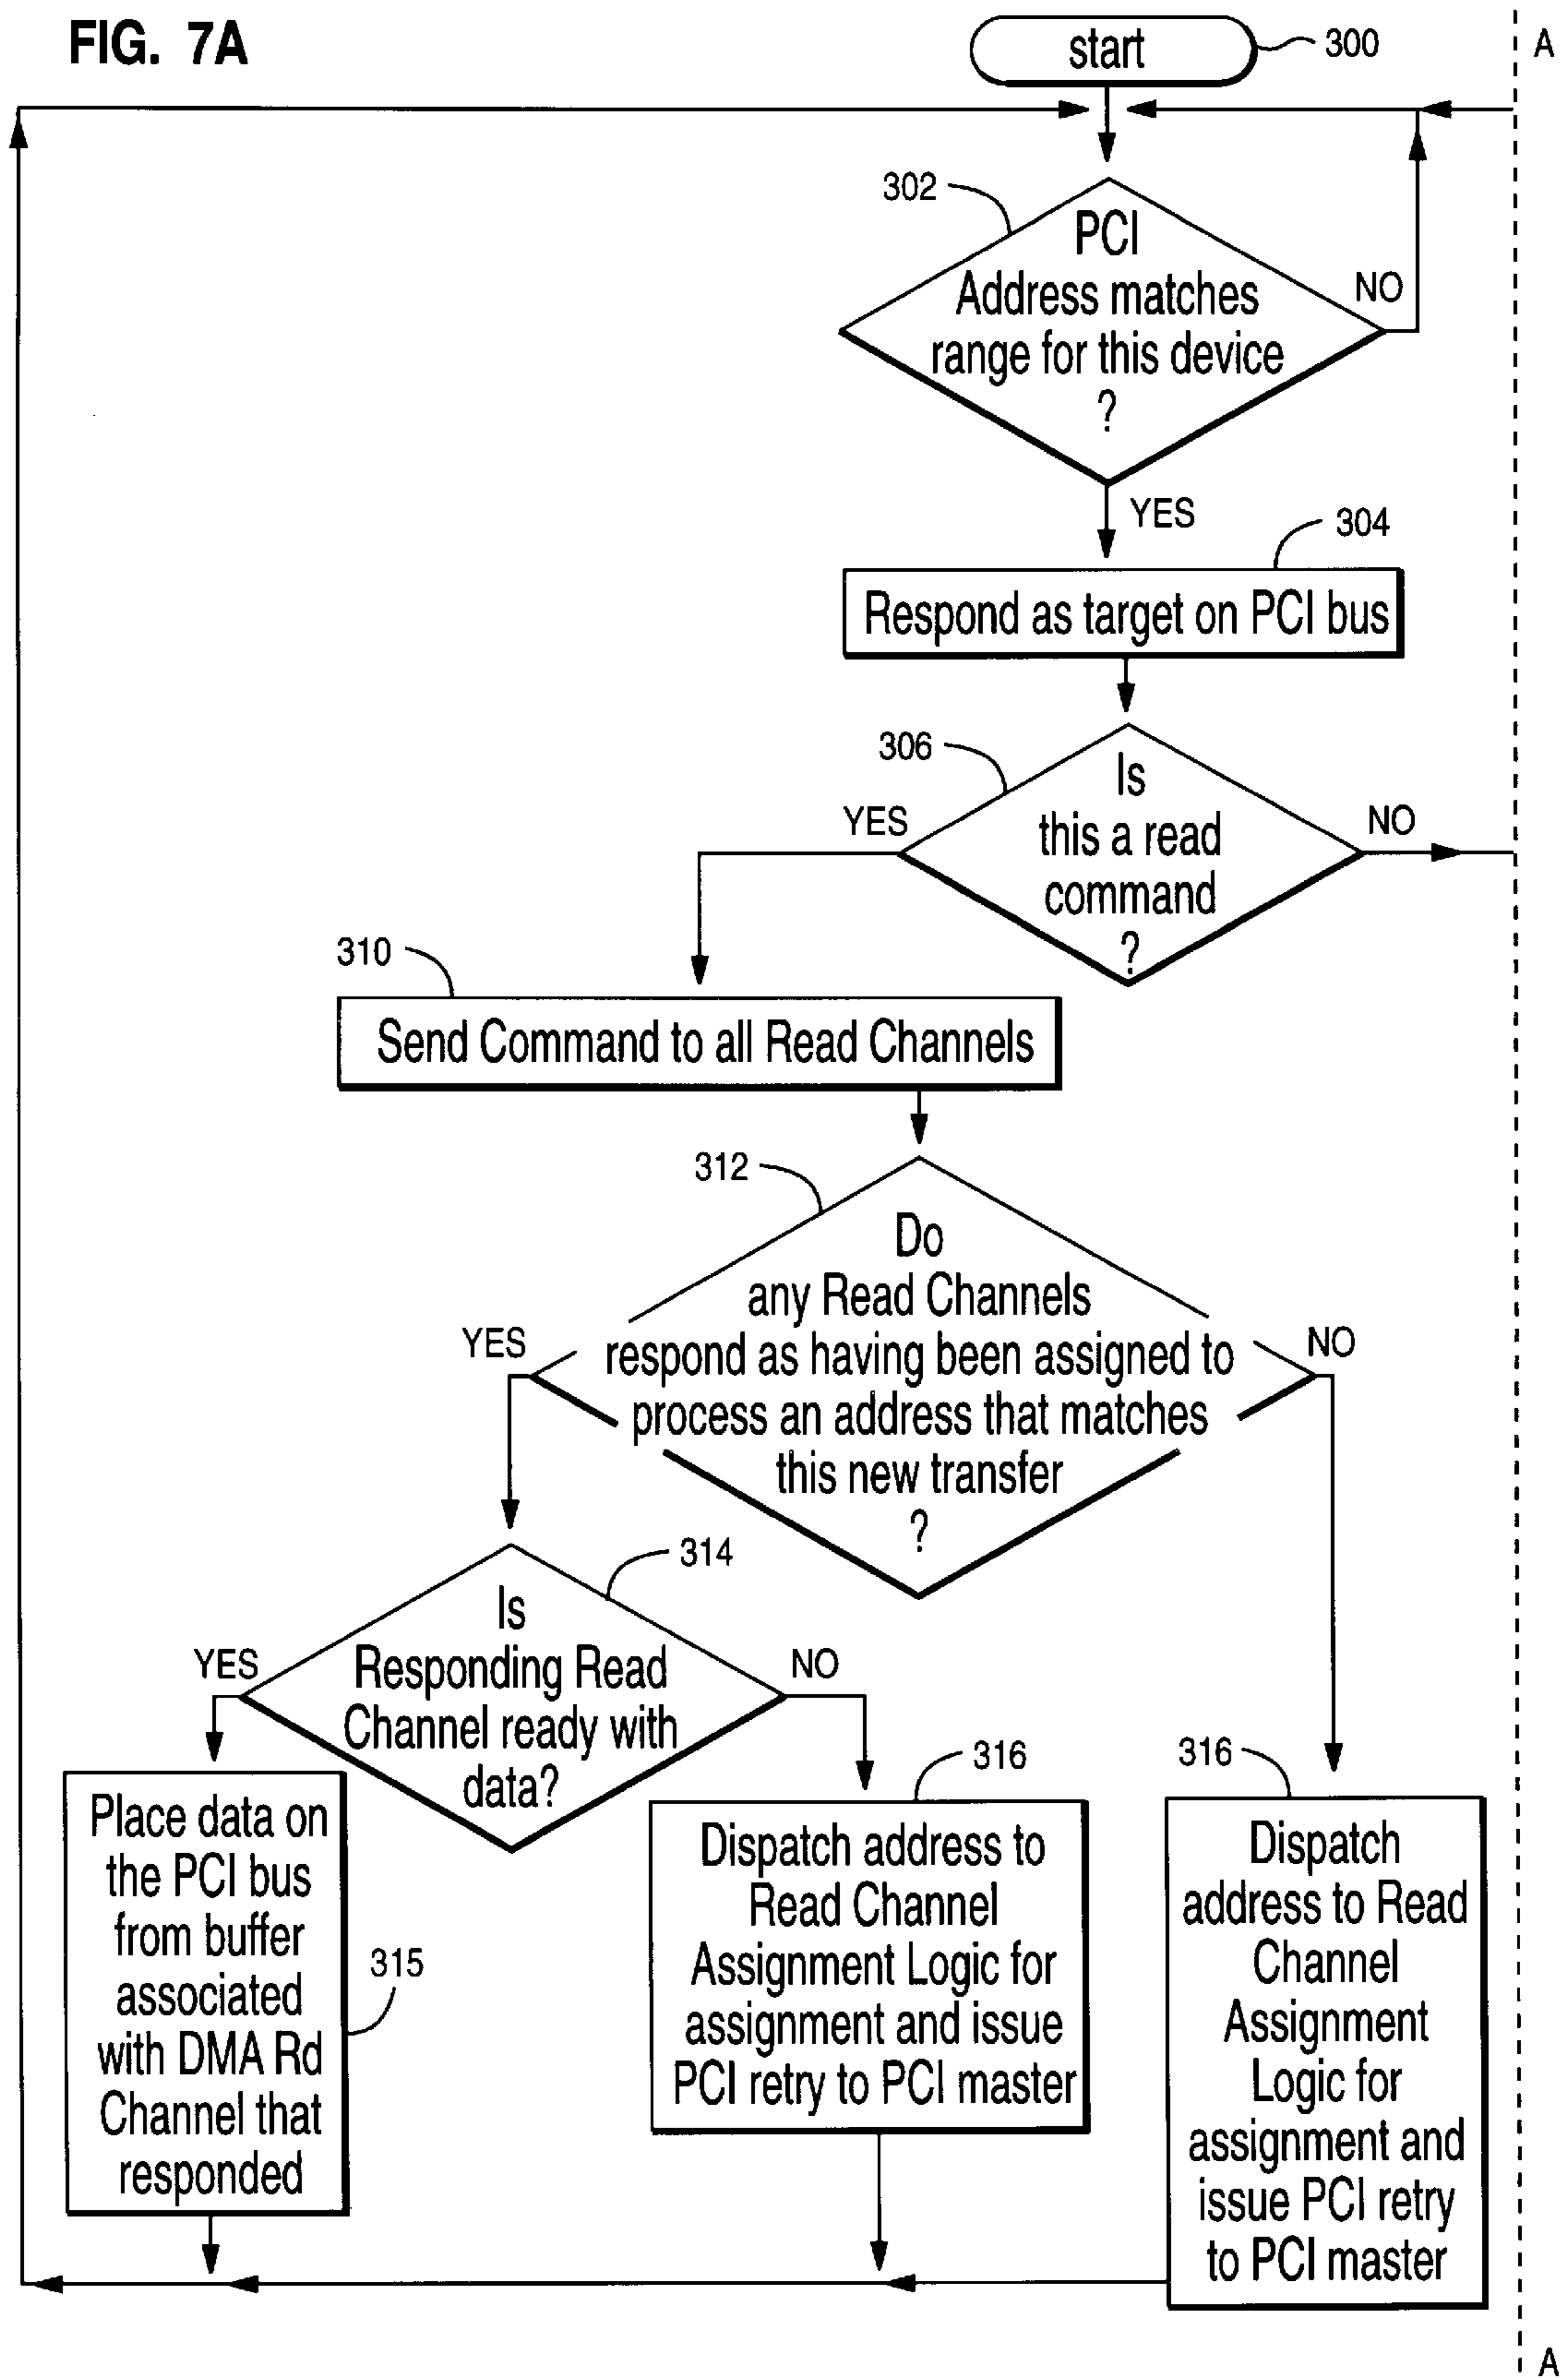 FIG. 7A
start
300
A
302
PCI
Address matches
range for this device
?
NO
YES
304
Respond as target on PCI bus
306
Is
this a read
command
?
YES
NO
310
Send Command to all Read Channels
312
Do
any Read Channels
respond as having been assigned to
process an address that matches
this new transfer
?
YES
NO
314
Is
Responding Read
Channel ready with
data?
YES
NO
Place data on
the PCI bus
from buffer
associated
with DMA Rd
Channel that
responded
315
316
Dispatch address to
Read Channel
Assignment Logic for
assignment and issue
PCI retry to PCI master
316
Dispatch
address to Read
Channel
Assignment
Logic for
assignment and
issue PCI retry
to PCI master
A